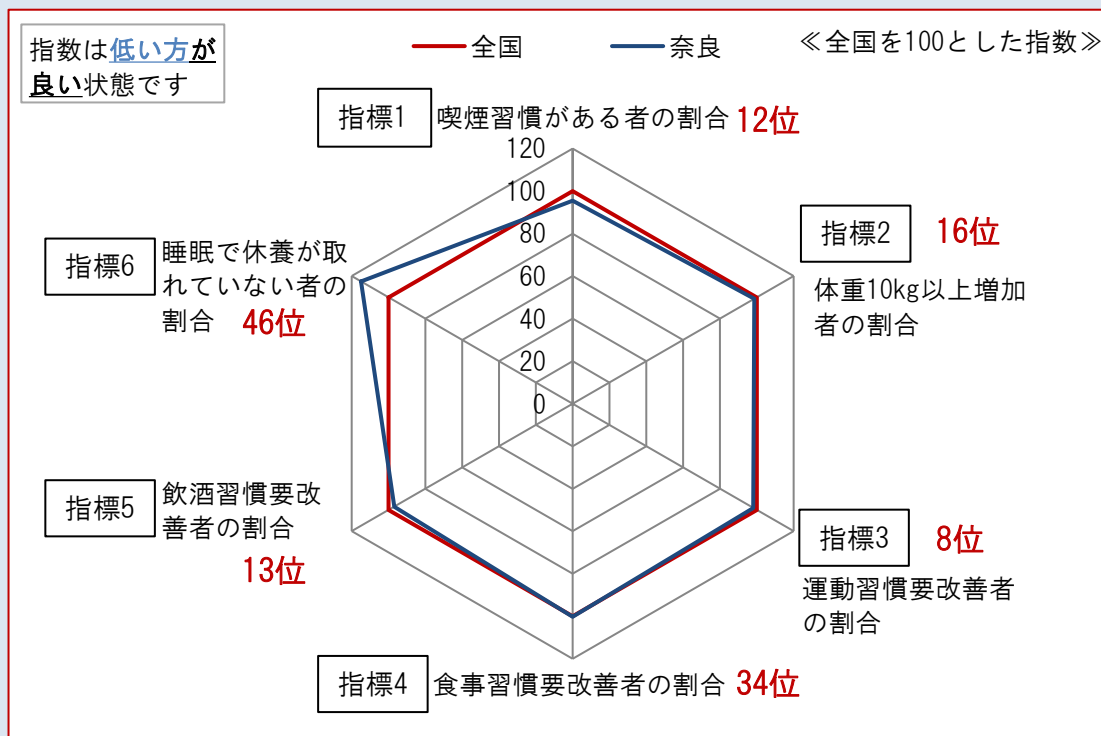 指数は低い方が
良い状態です
全国
奈良
≪全国を100とした指数≫
指標1
喫煙習慣がある者の割合
12位
120
100
80
60
40
20
0
指標2
16位
体重10kg以上増加
者の割合
指標3
8位
運動習慣要改善者
の割合
指標4
食事習慣要改善者の割合
34位
指標5
飲酒習慣要改
善者の割合
13位
指標6
睡眠で休養が取
れていない者の
割合
46位